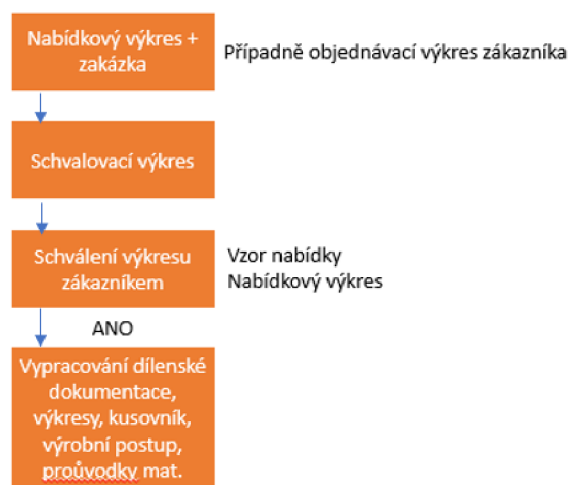 Nabídkový výkres +
zakázka
Případně objednávací výkres zákazníka
Schvalovací výkres
Schválení výkresu
zákazníkem
Vzor nabídky
Nabídkový výkres
ANO
Vypracování dílenské
dokumentace,
výkresy, kusovník,
výrobní postup,
proůvodky mat.